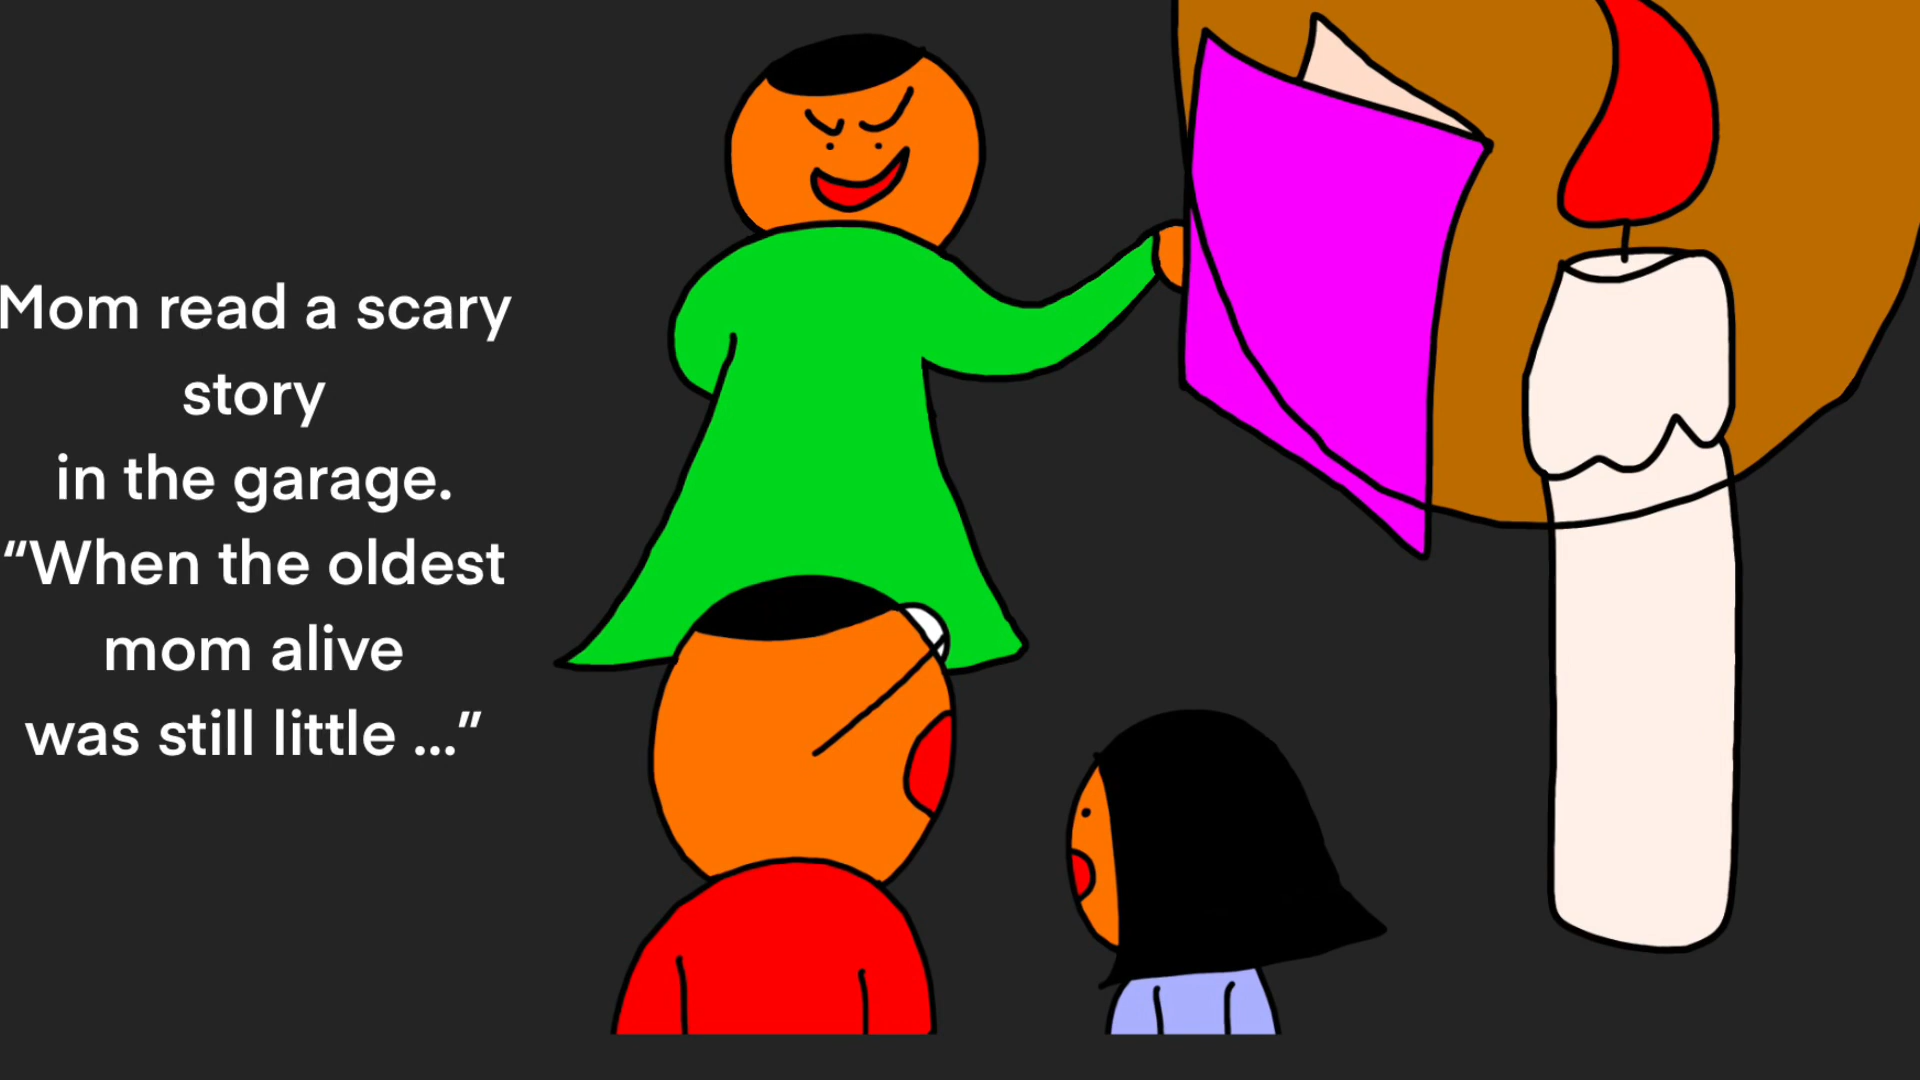 Mom read a scary
story
in the garage.
“When the oldest
mom alive
was still little ...”